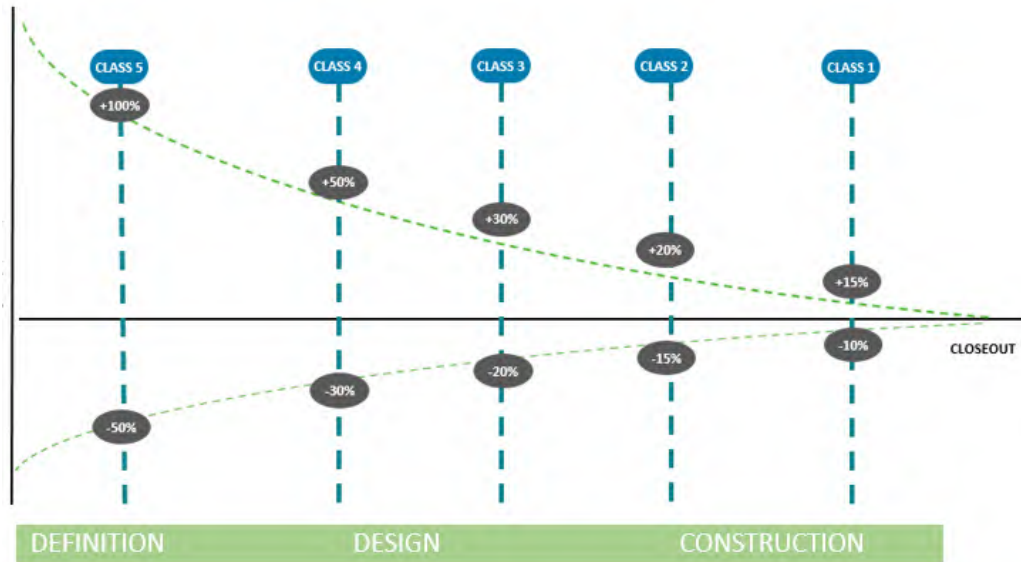 CLASS 5
CLASS 4
CLASS 3
CLASS 2
CLASS 1
+100%
+50%
+30%
+20%
+15%
-10%
-15%
-20%
-30%
-50%
CLOSEOUT
DEFINITION
DESIGN
CONSTRUCTION